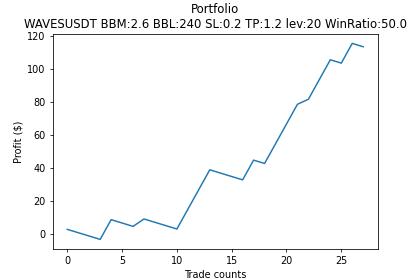 Portfolio
WAVESUSDT BBM:2.6 BBL:240 SL:0.2 TP:1.2 lev:20 WinRatio:50.0
120
100
80
60
40
20
0
Profit ($)
0 5 10 15 20 25
Trade counts